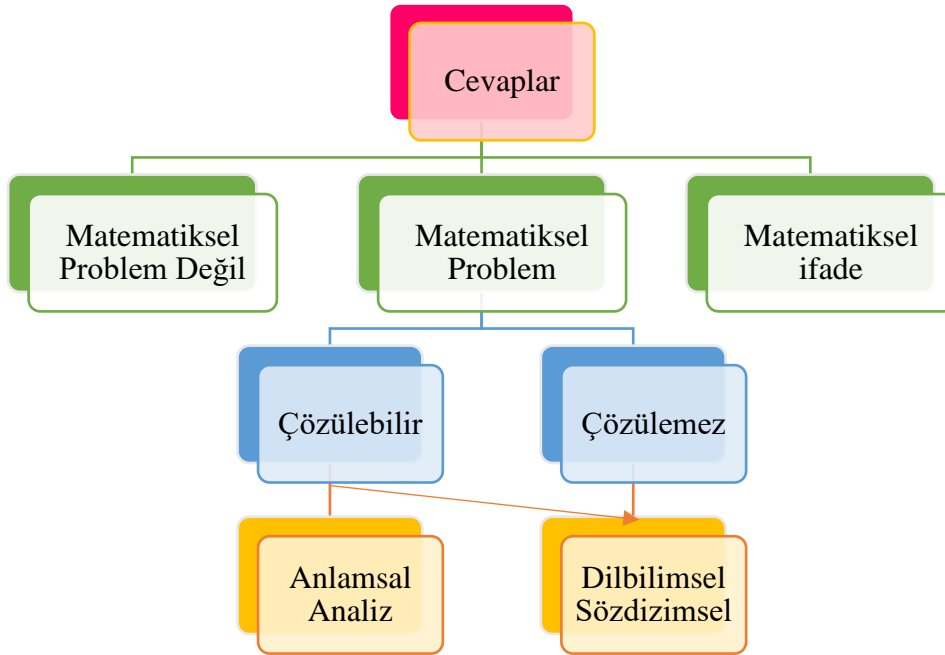 Cevaplar
Matematiksel
Problem Değil
Matematiksel
Problem
Matematiksel
ifade
Çözülebilir
Çözülemez
Anlamsal
Analiz
Dilbilimsel
Sözdizimsel